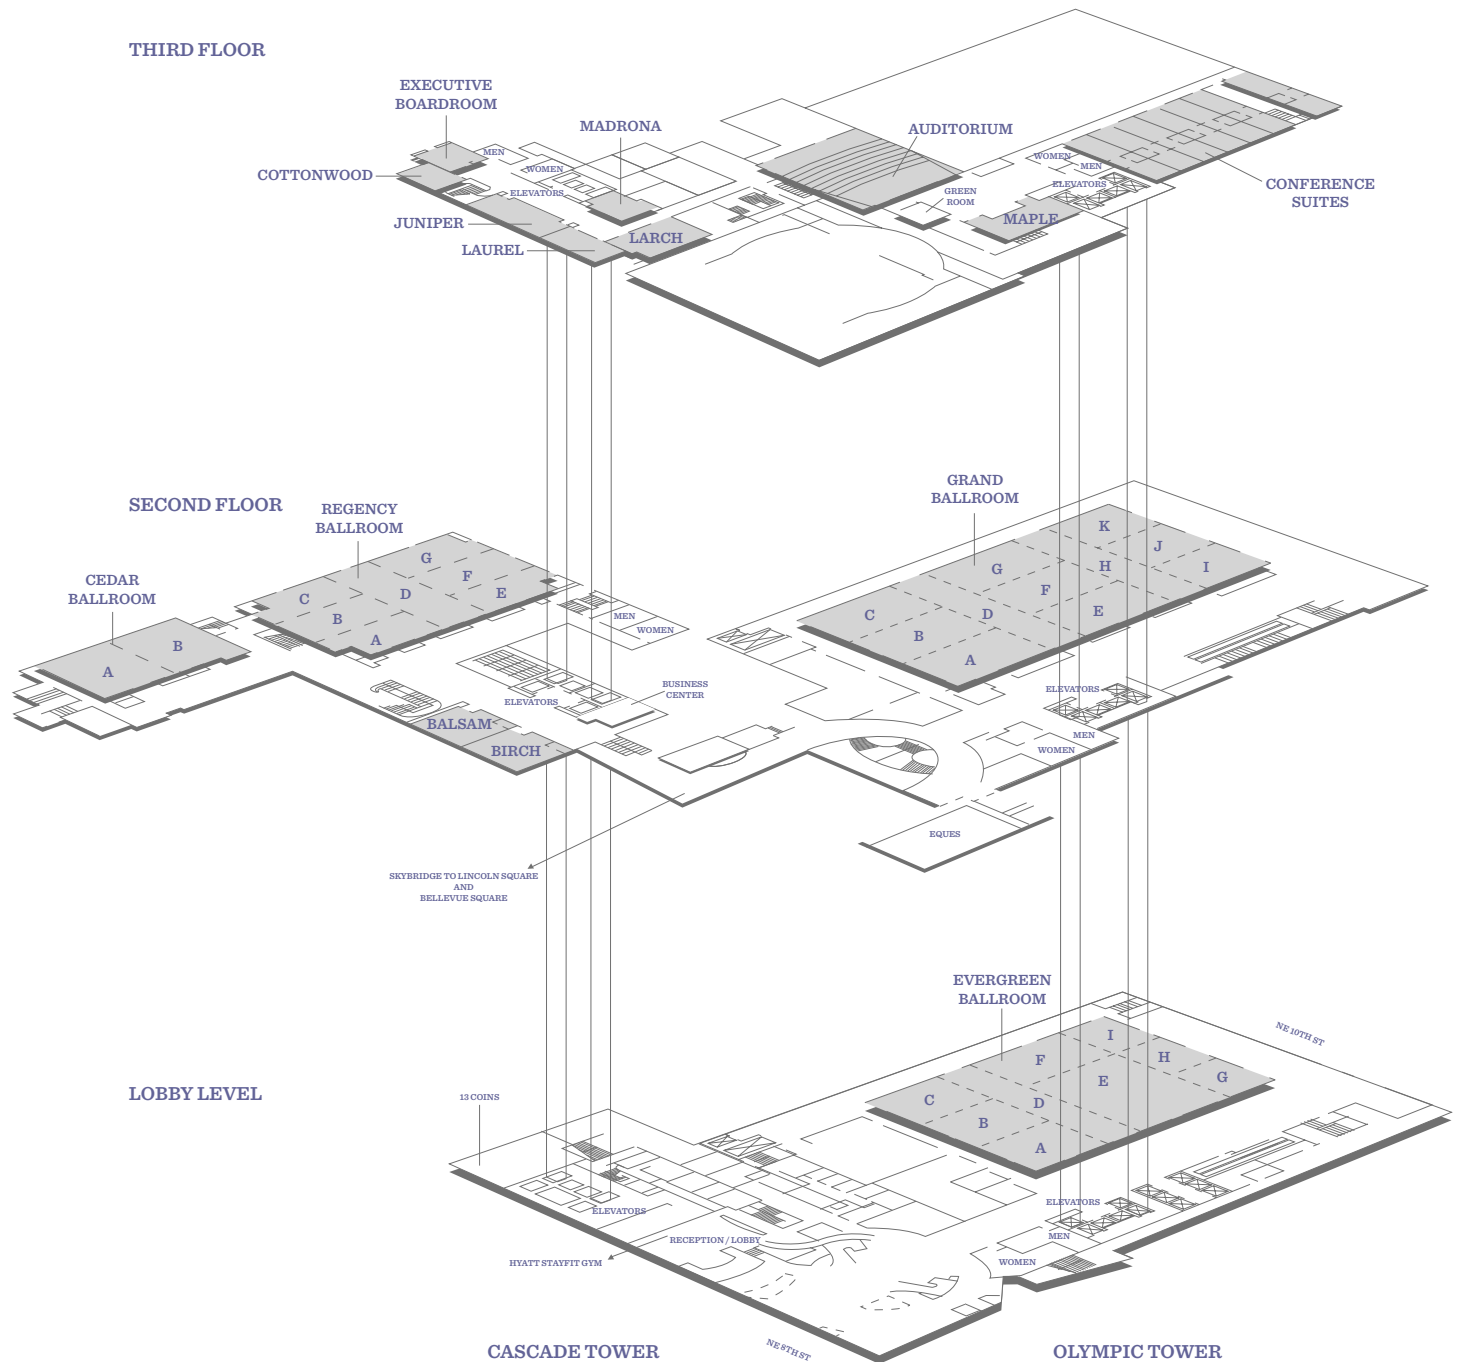 THIRD FLOOR
EXECUTIVE
BOARDROOM
MADRONA
AUDITORIUM
MEN
WOMEN
COTTONWOOD
ELEVATORS
WOMEN
MEN
ELEVATORS
CONFERENCE
SUITES
GREEN
ROOM
JUNIPER
MAPLE
LARCH
LAUREL
SECOND FLOOR
REGENCY
BALLROOM
GRAND
BALLROOM
CEDAR
BALLROOM
G
F
E
C
D
B
A
B
A
MEN
WOMEN
K
J
I
G
H
F
E
C
D
B
A
BUSINESS
CENTER
ELEVATORS
ELEVATORS
BALSAM
BIRCH
MEN
WOMEN
EQUES
SKYBRIDGE TO LINCOLN SQUARE
AND
BELLEVUE SQUARE
EVERGREEN
BALLROOM
NE 10TH ST
I
H
G
F
E
C
D
B
A
LOBBY LEVEL
13 COINS
ELEVATORS
ELEVATORS
RECEPTION / LOBBY
MEN
WOMEN
HYATT STAYFIT GYM
CASCADE TOWER
NE 8TH ST
OLYMPIC TOWER